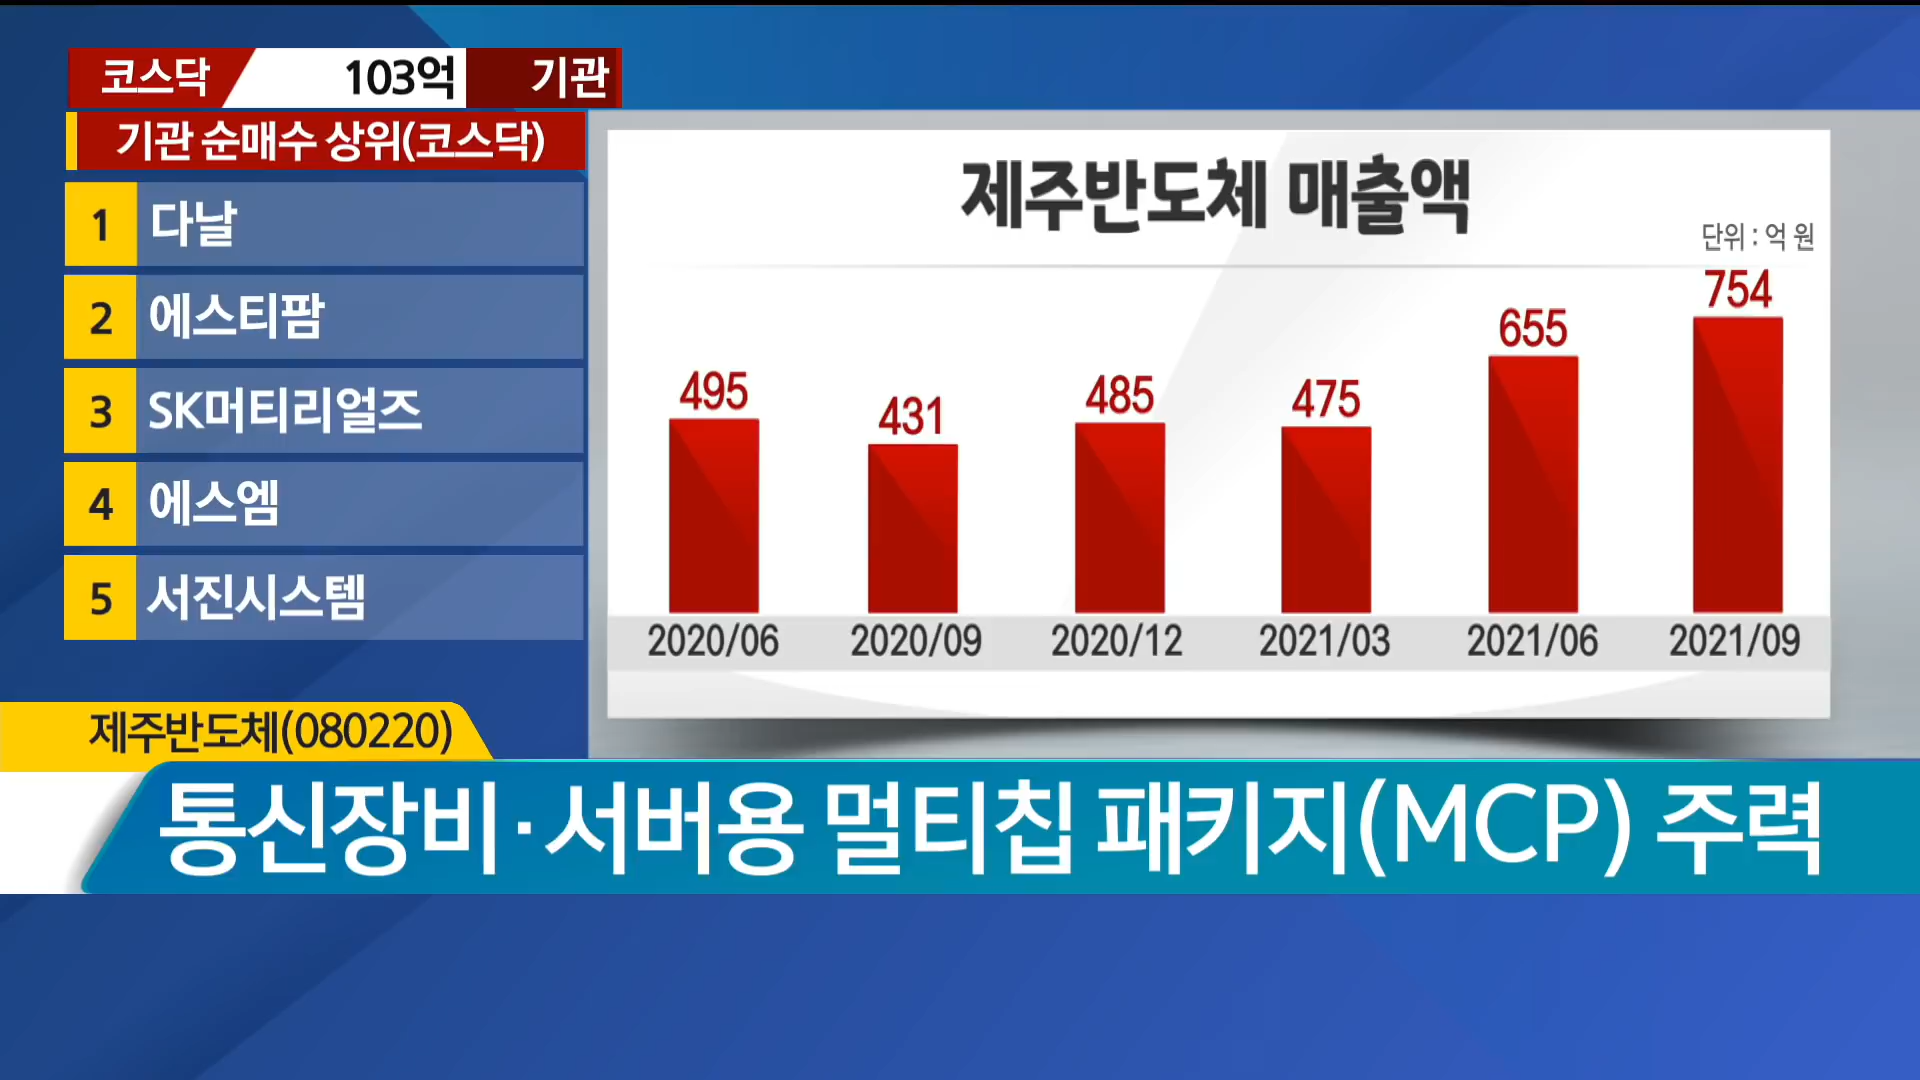 코스닥 103억 기관
기관 순매수 상위(코스닥)
1 다날
2 에스티팜
3 SK머티리얼즈
4 에스엠
5 서진시스템
제주반도체 매출액
단위 : 억 원
495 431 485 475 655 754
2020/06 2020/09 2020/12 2021/03 2021/06 2021/09
제주반도체(080220)
통신장비·서버용 멀티칩 패키지(MCP) 주력